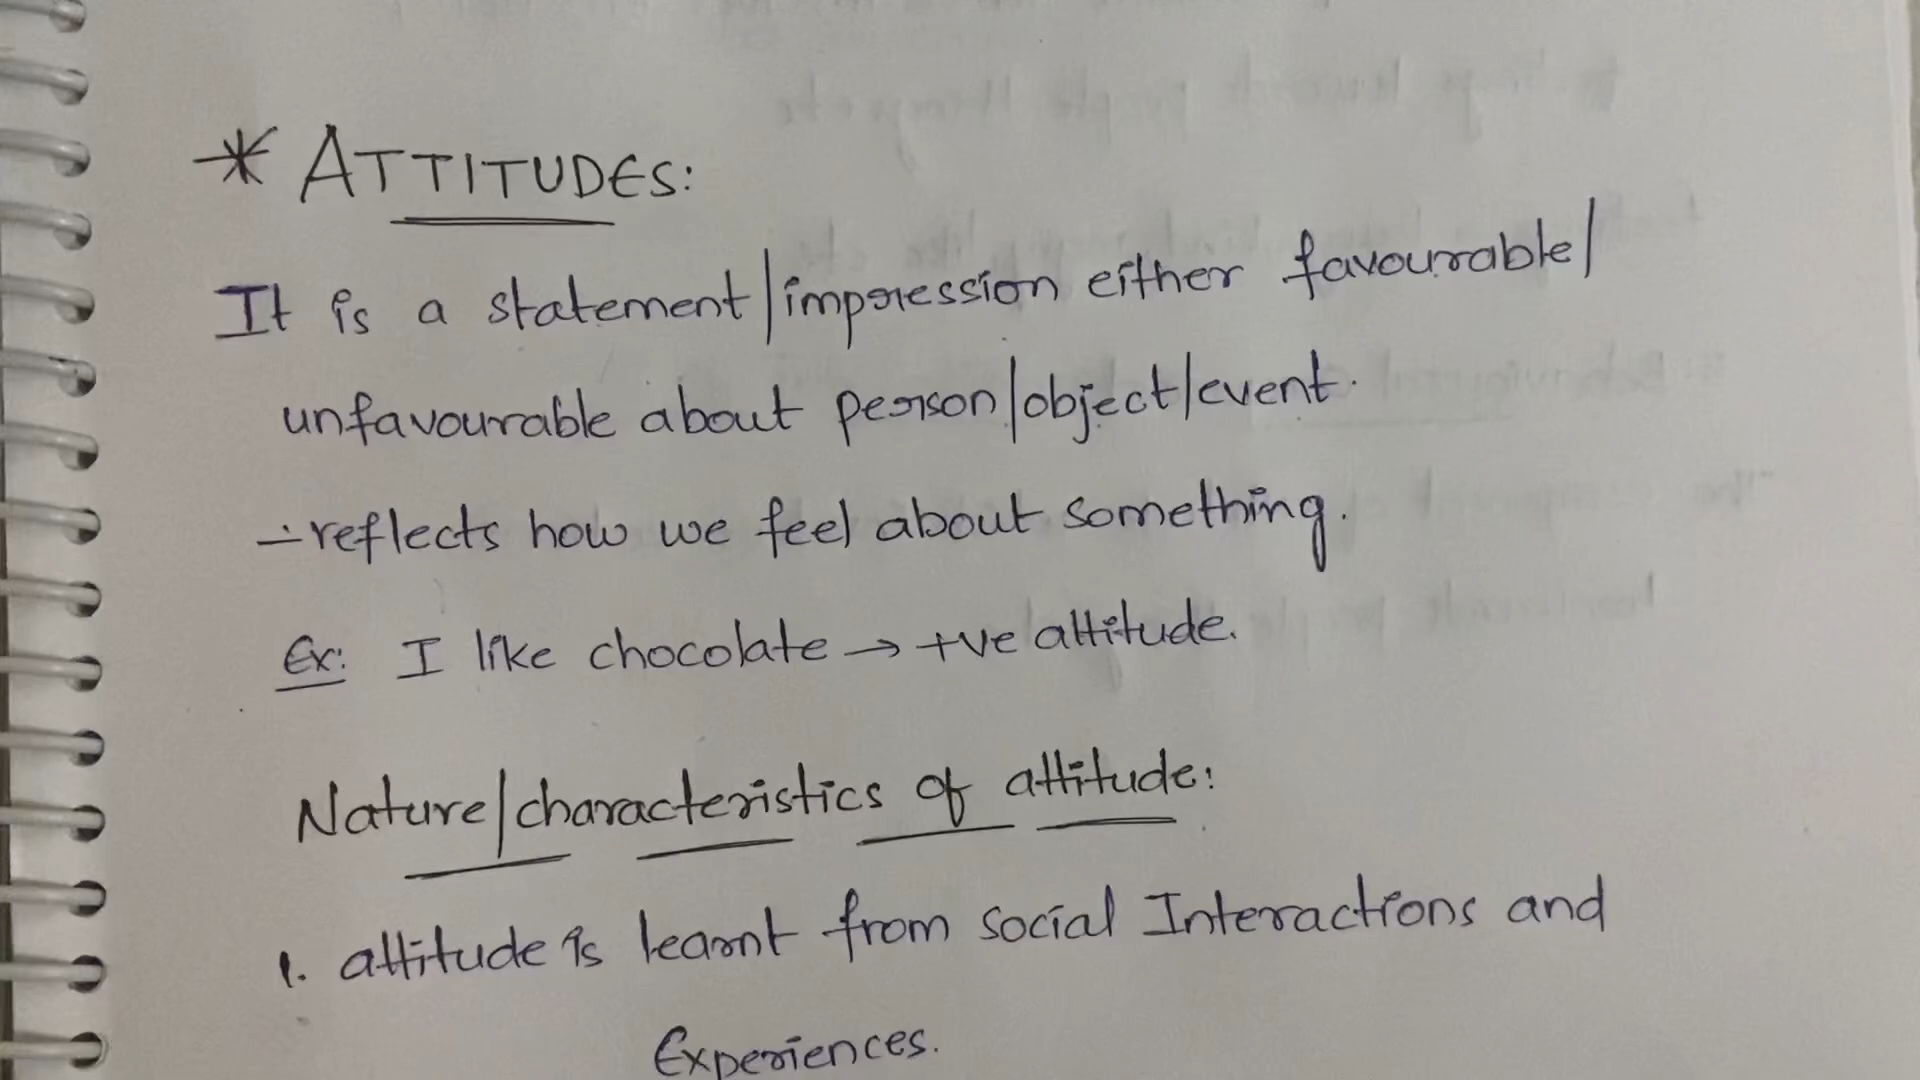 * ATTITUDES:
It is a statement/impression either favourable/
unfavourable about person/object/event.
∸ reflects how we feel about something.
Ex: I like chocolate → +ve attitude.
Nature/characteristics of attitude:
1. attitude is learnt from social Interactions and
Experiences.